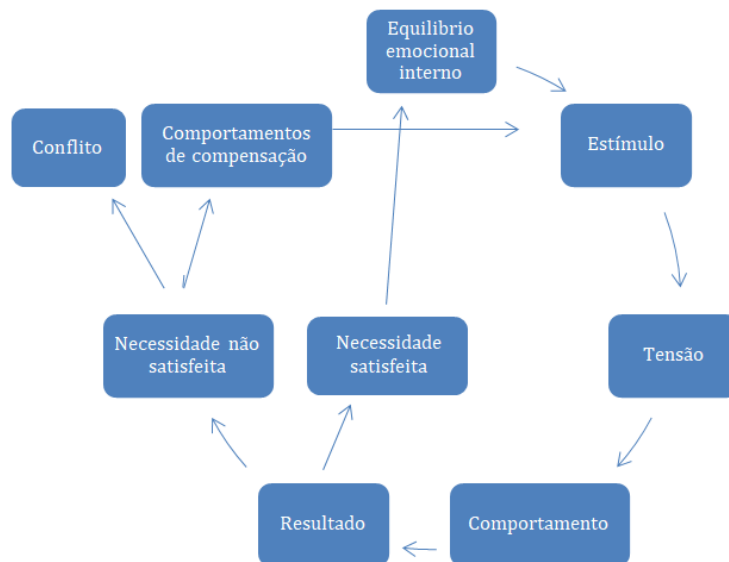 Equilibrio
emocional
interno
Conflito
Comportamentos
de compensação
Estímulo
Necessidade não
satisfeita
Necessidade
satisfeita
Tensão
Resultado
Comportamento